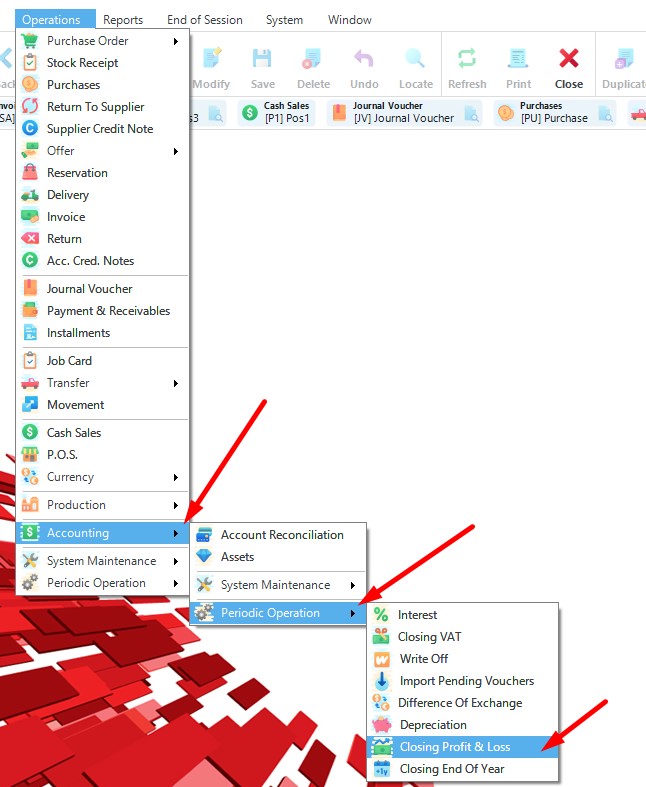 Operations Reports End of Session System Window
Modify Save Delete Undo Locate Refresh Print Close Duplicat
SA] s3
Cash Sales
[P1] Pos1
Journal Voucher
[JV] Journal Voucher
Purchases
[PU] Purchase
Purchase Order
Stock Receipt
Purchases
Return To Supplier
Supplier Credit Note
Offer
Reservation
Delivery
Invoice
Return
Acc. Cred. Notes
Journal Voucher
Payment & Receivables
Installments
Job Card
Transfer
Movement
Cash Sales
P.O.S.
Currency
Production
Accounting
System Maintenance
Periodic Operation
Account Reconciliation
Assets
System Maintenance
Periodic Operation
Interest
Closing VAT
Write Off
Import Pending Vouchers
Difference Of Exchange
Depreciation
Closing Profit & Loss
Closing End Of Year
+1y